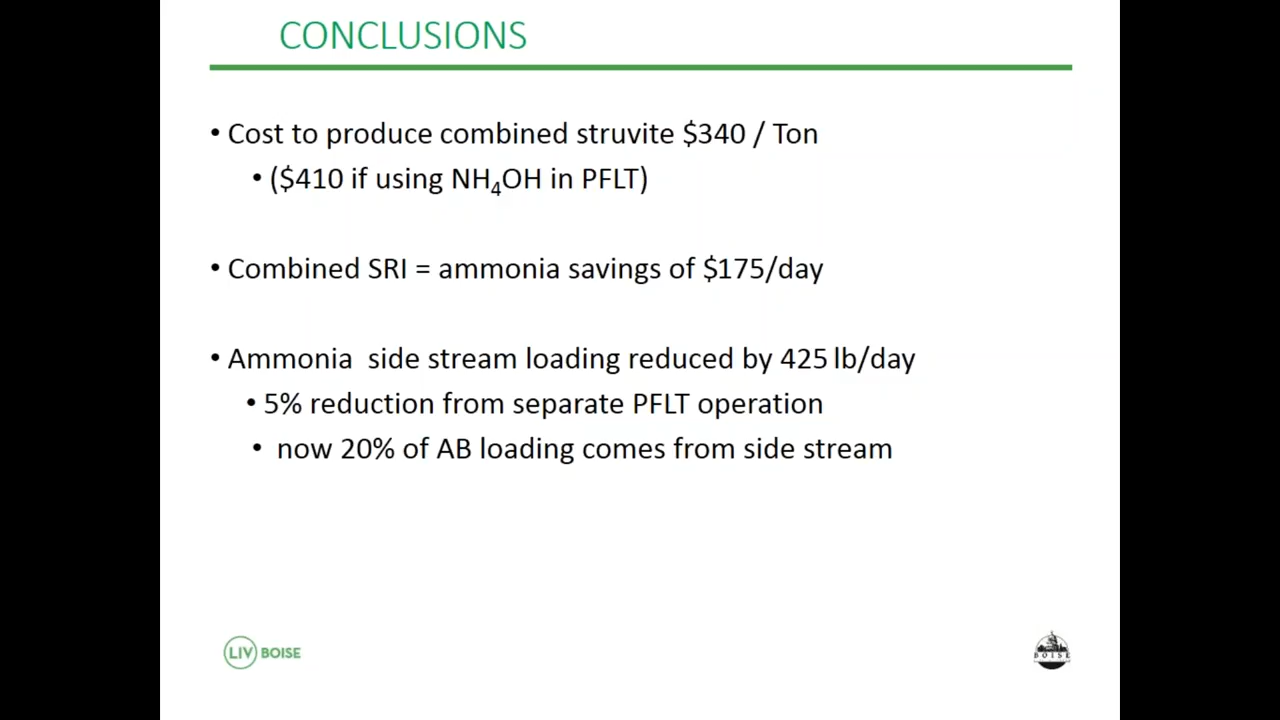 CONCLUSIONS
• Cost to produce combined struvite $340 / Ton
• ($410 if using NH₄OH in PFLT)
• Combined SRI = ammonia savings of $175/day
• Ammonia side stream loading reduced by 425 lb/day
• 5% reduction from separate PFLT operation
• now 20% of AB loading comes from side stream
LIV BOISE
BOISE